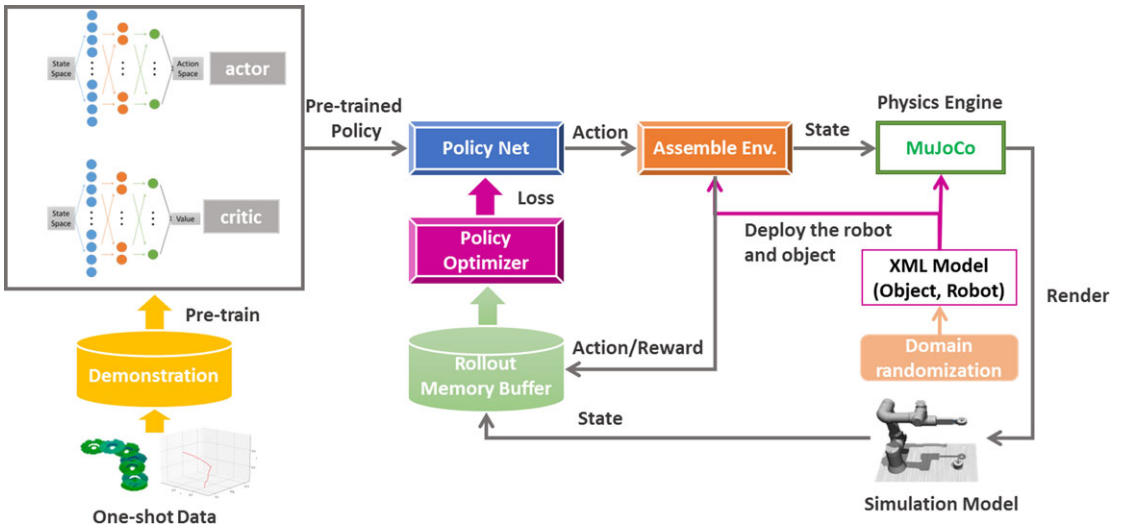 State
Space
Action
Space
actor
State
Space
Value
critic
Pre-train
Demonstration
One-shot Data
Pre-trained
Policy
Policy Net
Action
Assemble Env.
State
Physics Engine
MuJoCo
Loss
Policy
Optimizer
Deploy the robot
and object
XML Model
(Object, Robot)
Render
Rollout
Memory Buffer
Action/Reward
Domain
randomization
State
Simulation Model